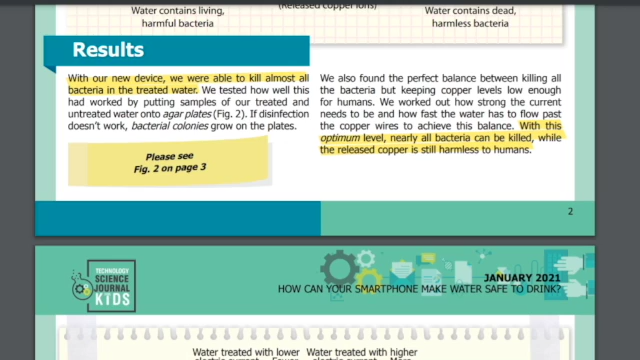 Water contains living,
harmful bacteria
(Released copper ions)
Water contains dead,
harmless bacteria
Results
With our new device, we were able to kill almost all
bacteria in the treated water. We tested how well this
had worked by putting samples of our treated and
untreated water onto agar plates (Fig. 2). If disinfection
doesn't work, bacterial colonies grow on the plates.
Please see
Fig. 2 on page 3
We also found the perfect balance between killing all
the bacteria but keeping copper levels low enough
for humans. We worked out how strong the current
needs to be and how fast the water has to flow past
the copper wires to achieve this balance. With this
optimum level, nearly all bacteria can be killed, while
the released copper is still harmless to humans.
2
TECHNOLOGY
SCIENCE
JOURNAL
for
KIDS
JANUARY 2021
HOW CAN YOUR SMARTPHONE MAKE WATER SAFE TO DRINK?
Water treated with lower
electric current
Water treated with higher
electric current